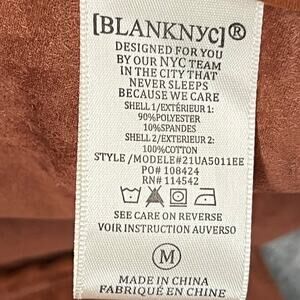 [BLANKNYC]®
DESIGNED FOR YOU
BY OUR NYC TEAM
IN THE CITY THAT
NEVER SLEEPS
BECAUSE WE CARE
SHELL 1/EXTÉRIEUR 1:
90%POLYESTER
10%SPANDES
SHELL 2/EXTERIEUR 2:
100%COTTON
STYLE/MODELE#21UA5011EE
PO# 108424
RN# 114542
SEE CARE ON REVERSE
VOIR INSTRUCTION AUVERSO
M
MADE IN CHINA
FABRIQUÉ EN CHINE